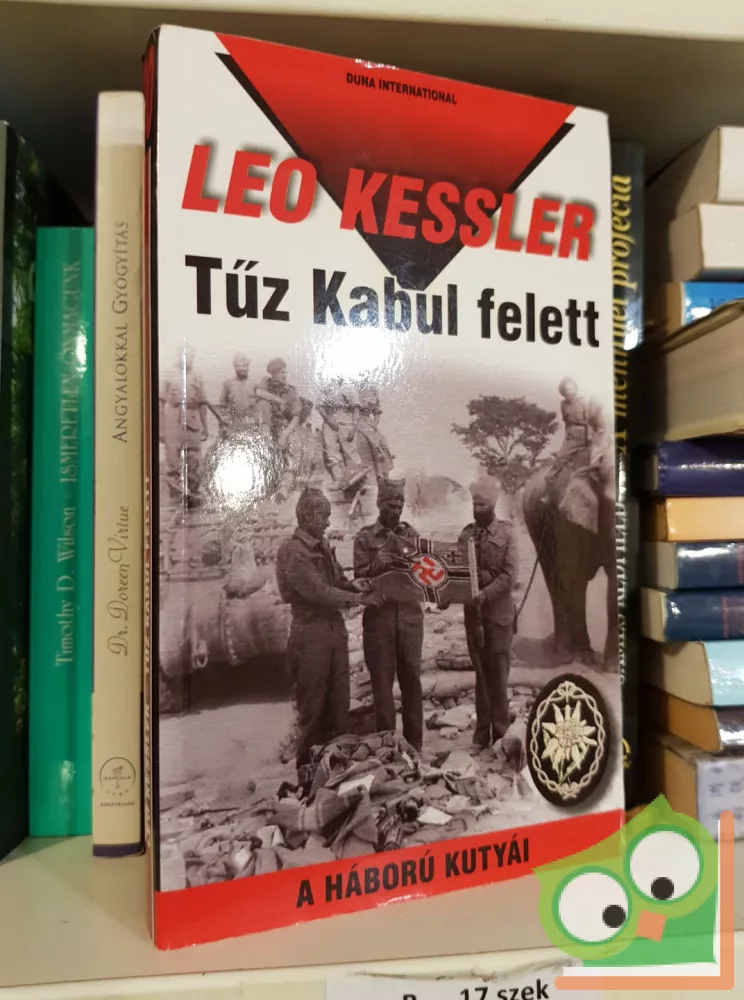 DUNA INTERNATIONAL
LEO KESSLER
Tűz Kabul felett
A HÁBORÚ KUTYÁI
Timothy D. Wilson
ISMERETLEN ÖNMAGUNK
Dr. Doreen Virtue
ANGYALOKKAL GYÓGYÍTÁS
17 szek